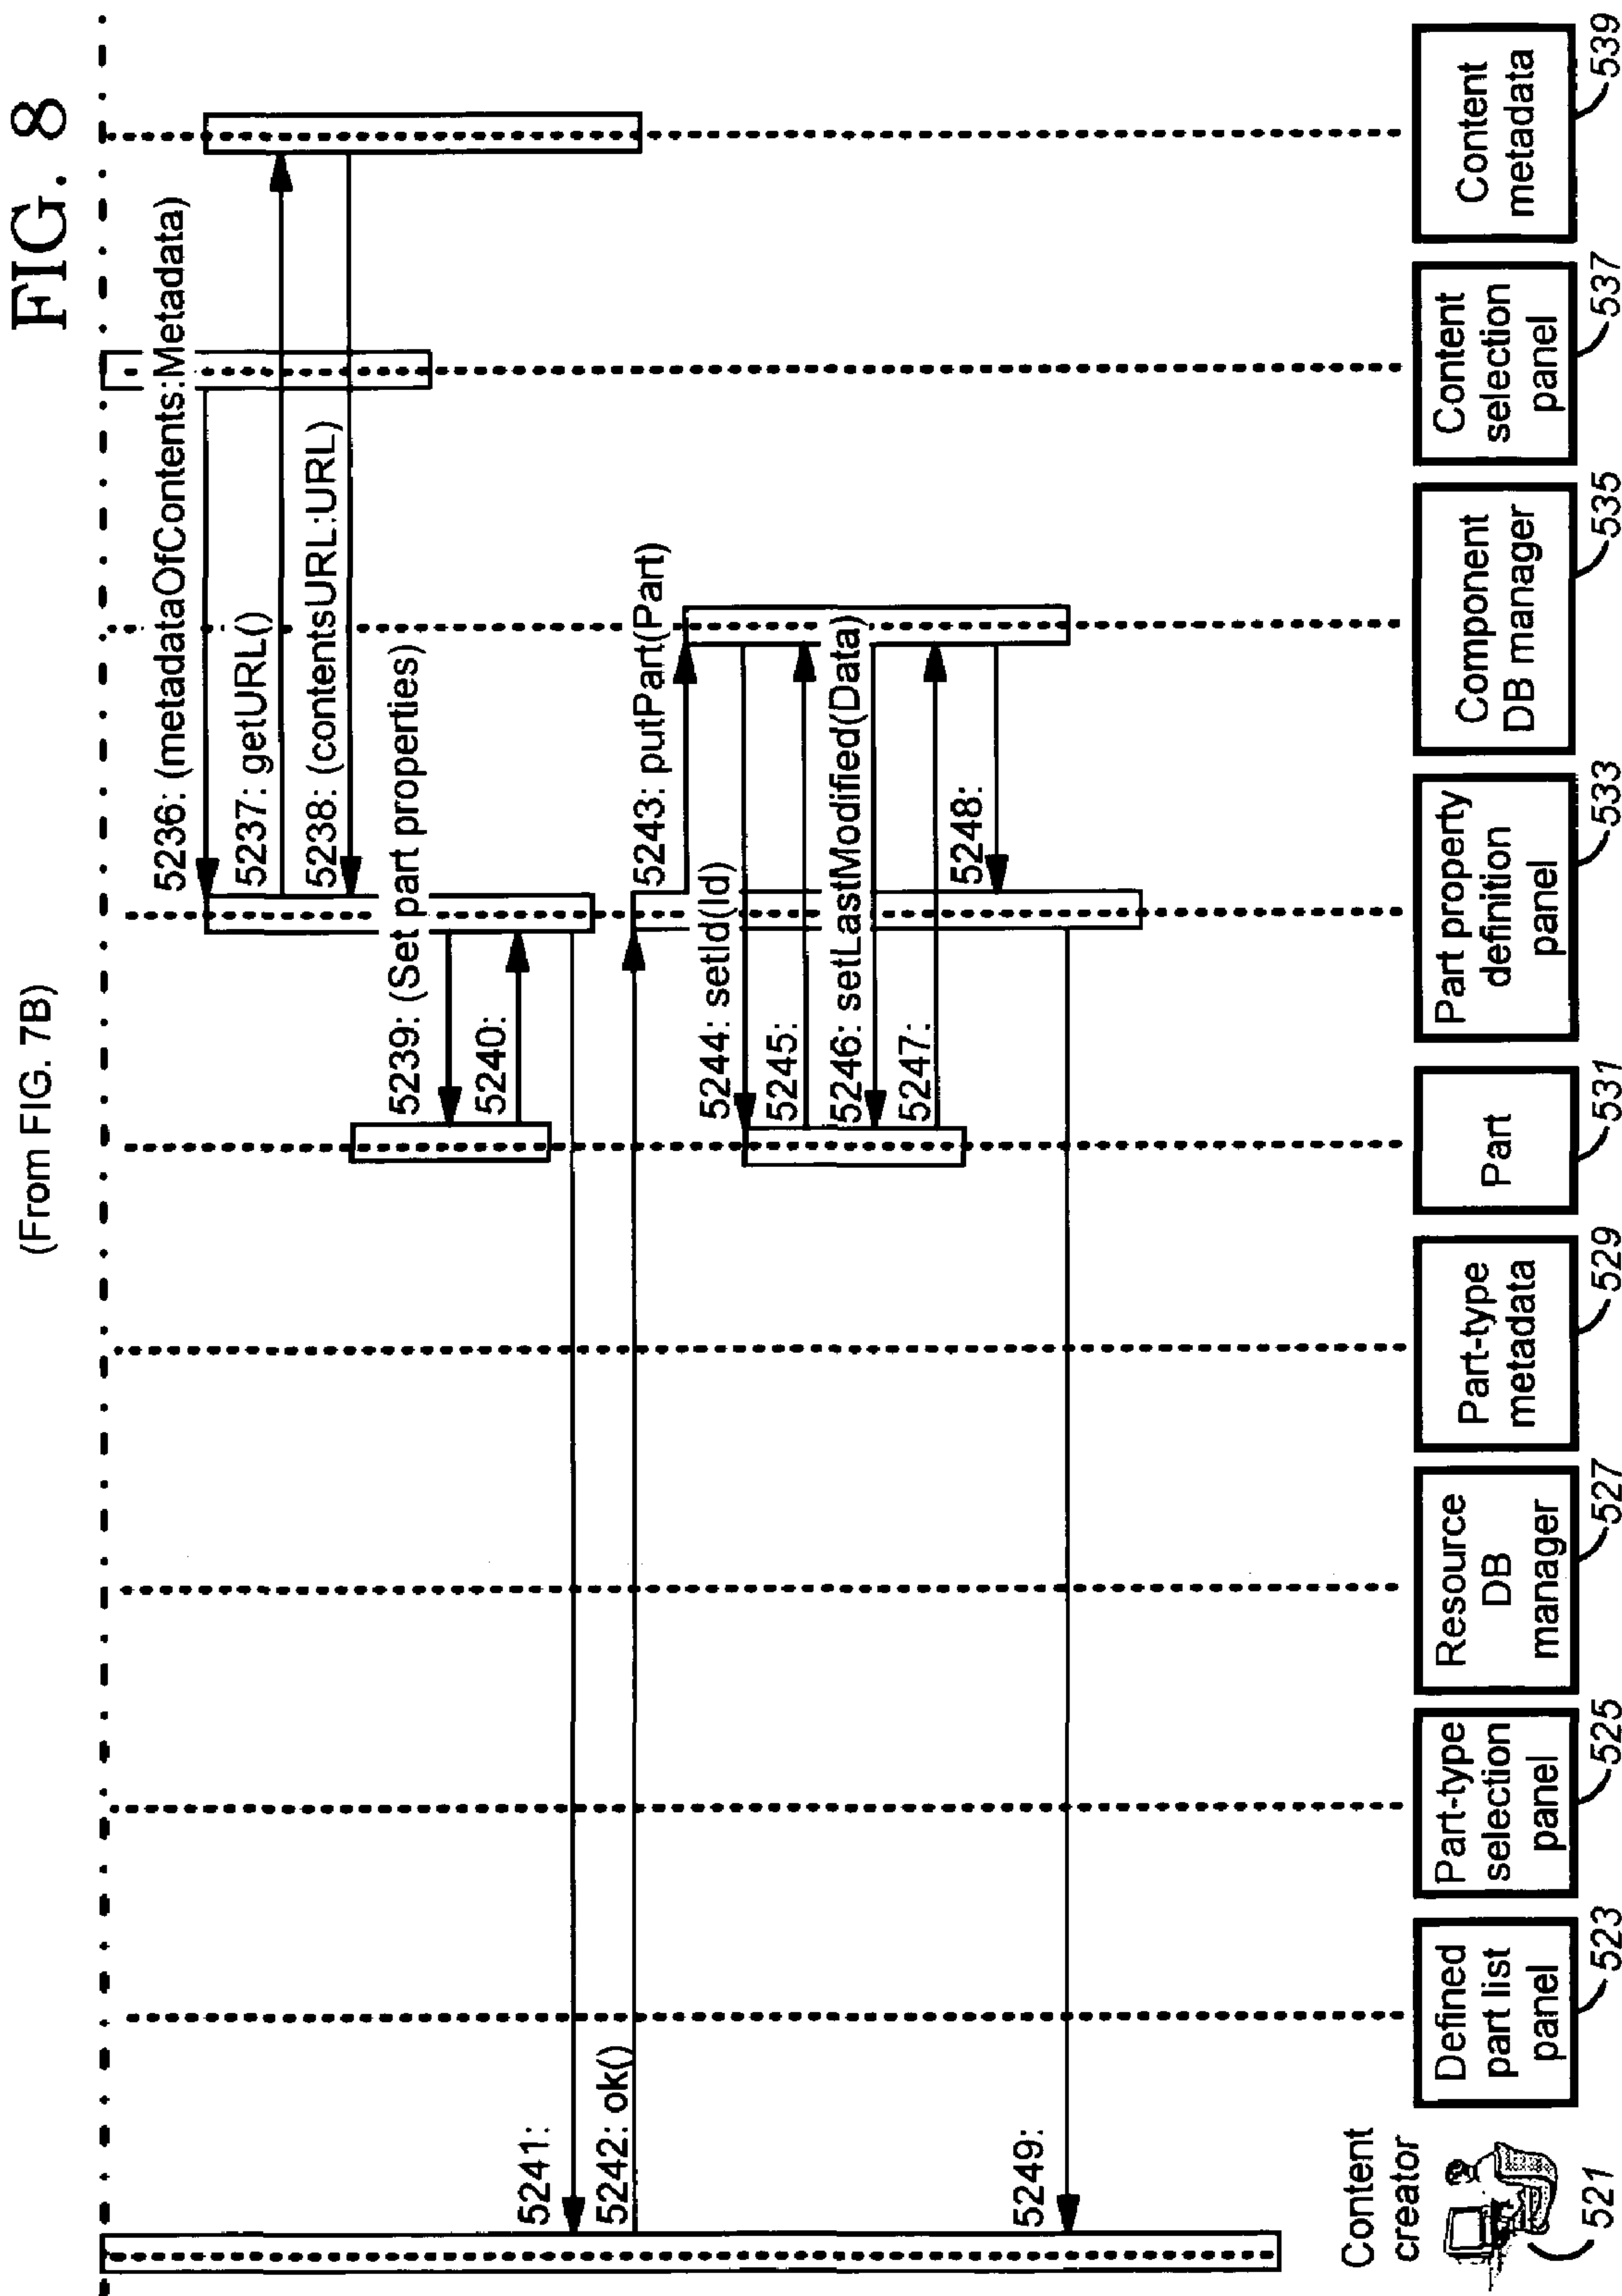 FIG. 8
(From FIG. 7B)
5236: (metadataOfContents:Metadata)
5237: getURL()
5238: (contentsURL:URL)
5239: (Set part properties)
5240:
5241:
5242: ok()
5243: putPart(Part)
5244: setId(Id)
5245:
5246: setLastModified(Data)
5247:
5248:
5249:
Content
creator
521
Defined
part list
panel
523
Part-type
selection
panel
525
Resource
DB
manager
527
Part-type
metadata
529
Part
531
Part property
definition
panel
533
Component
DB manager
535
Content
selection
panel
537
Content
metadata
539